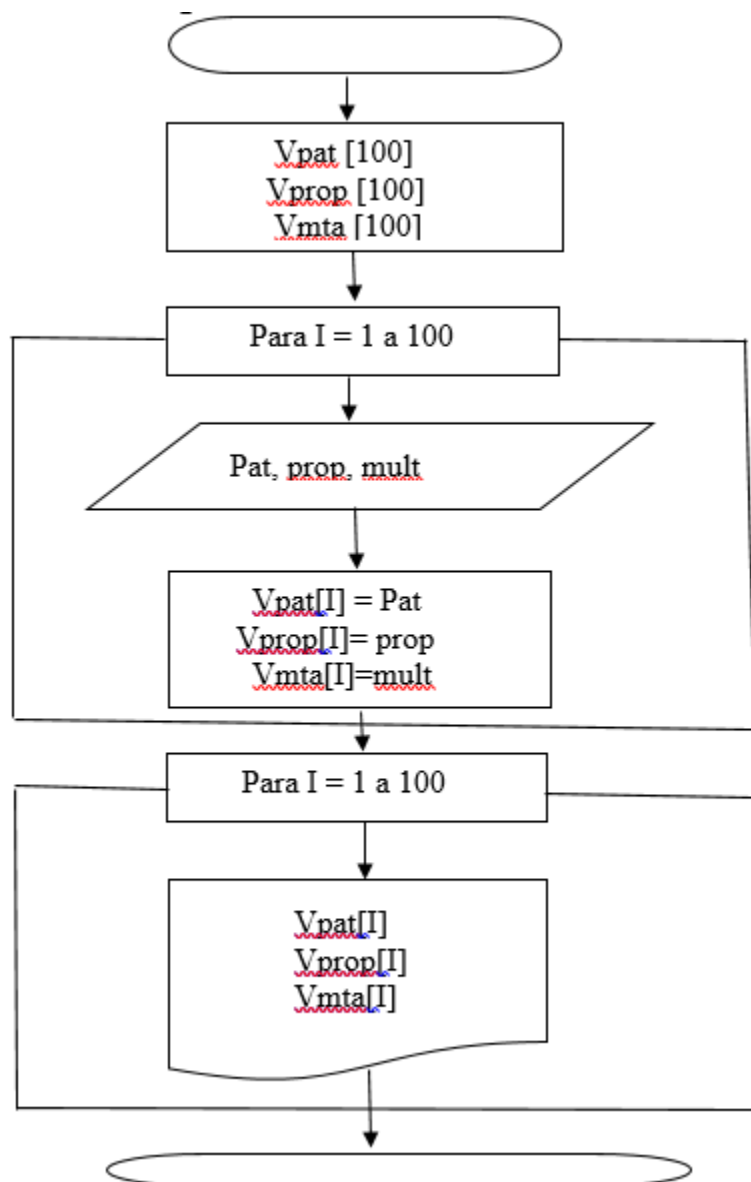 Vpat [100]
Vprop [100]
Vmta [100]
Para I = 1 a 100
Pat, prop, mult
Vpat[I] = Pat
Vprop[I]= prop
Vmta[I]=mult
Para I = 1 a 100
Vpat[I]
Vprop[I]
Vmta[I]